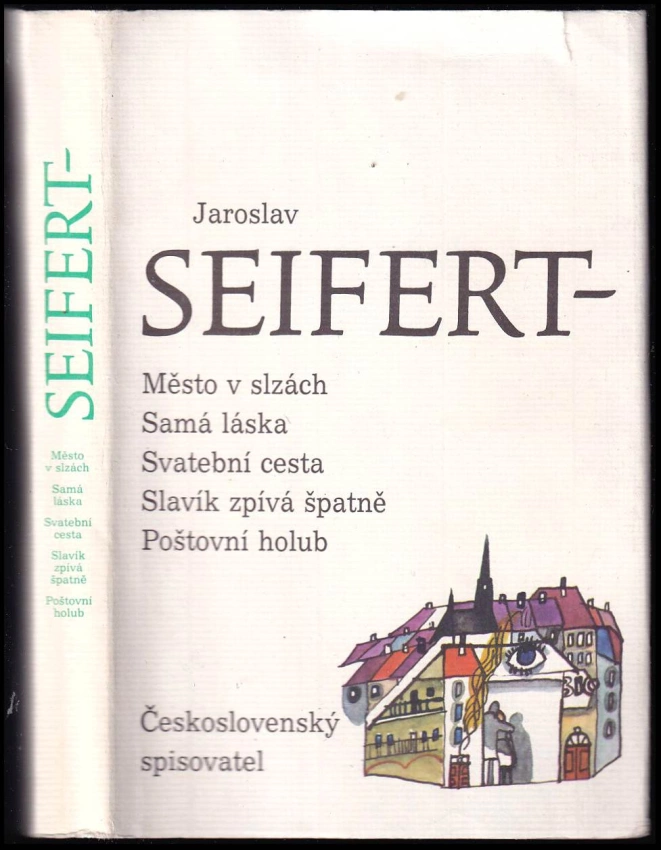 SEIFERT-
Město
v slzách
Samá
láska
Svatební
cesta
Slavík
zpívá
špatně
Poštovní
holub
Jaroslav
SEIFERT-
Město v slzách
Samá láska
Svatební cesta
Slavík zpívá špatně
Poštovní holub
BIO
Československý
spisovatel